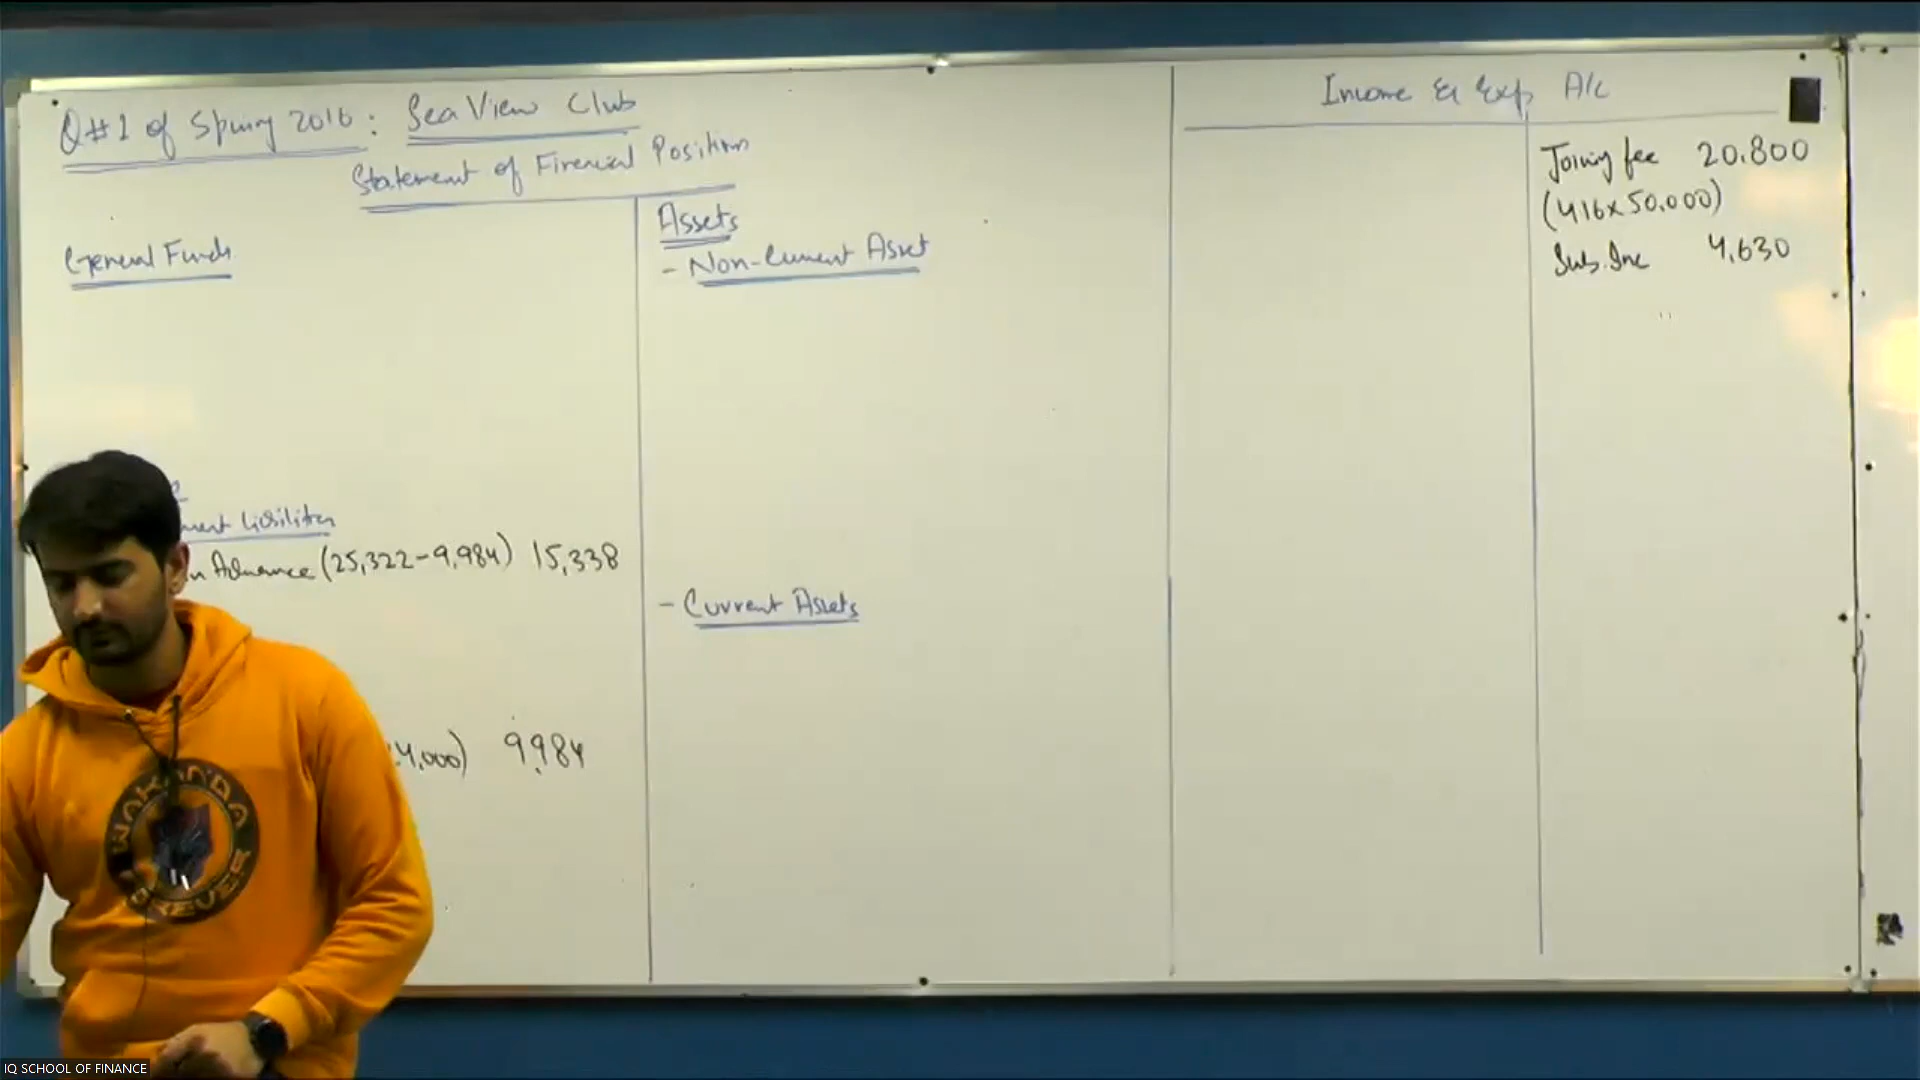 Q#1 of Spring 2016: Sea View Club
Statement of Financial Position
General Funds
Assets
- Non-Current Asset
Liabilities
n Advance (25,322-9,984) 15,338
- Current Assets
4,000) 9,984
Income & Exp A/c
Joining fee 20,800
(416x50,000)
Sub. Inc 4,630
WAKANDA
FOREVER
IQ SCHOOL OF FINANCE